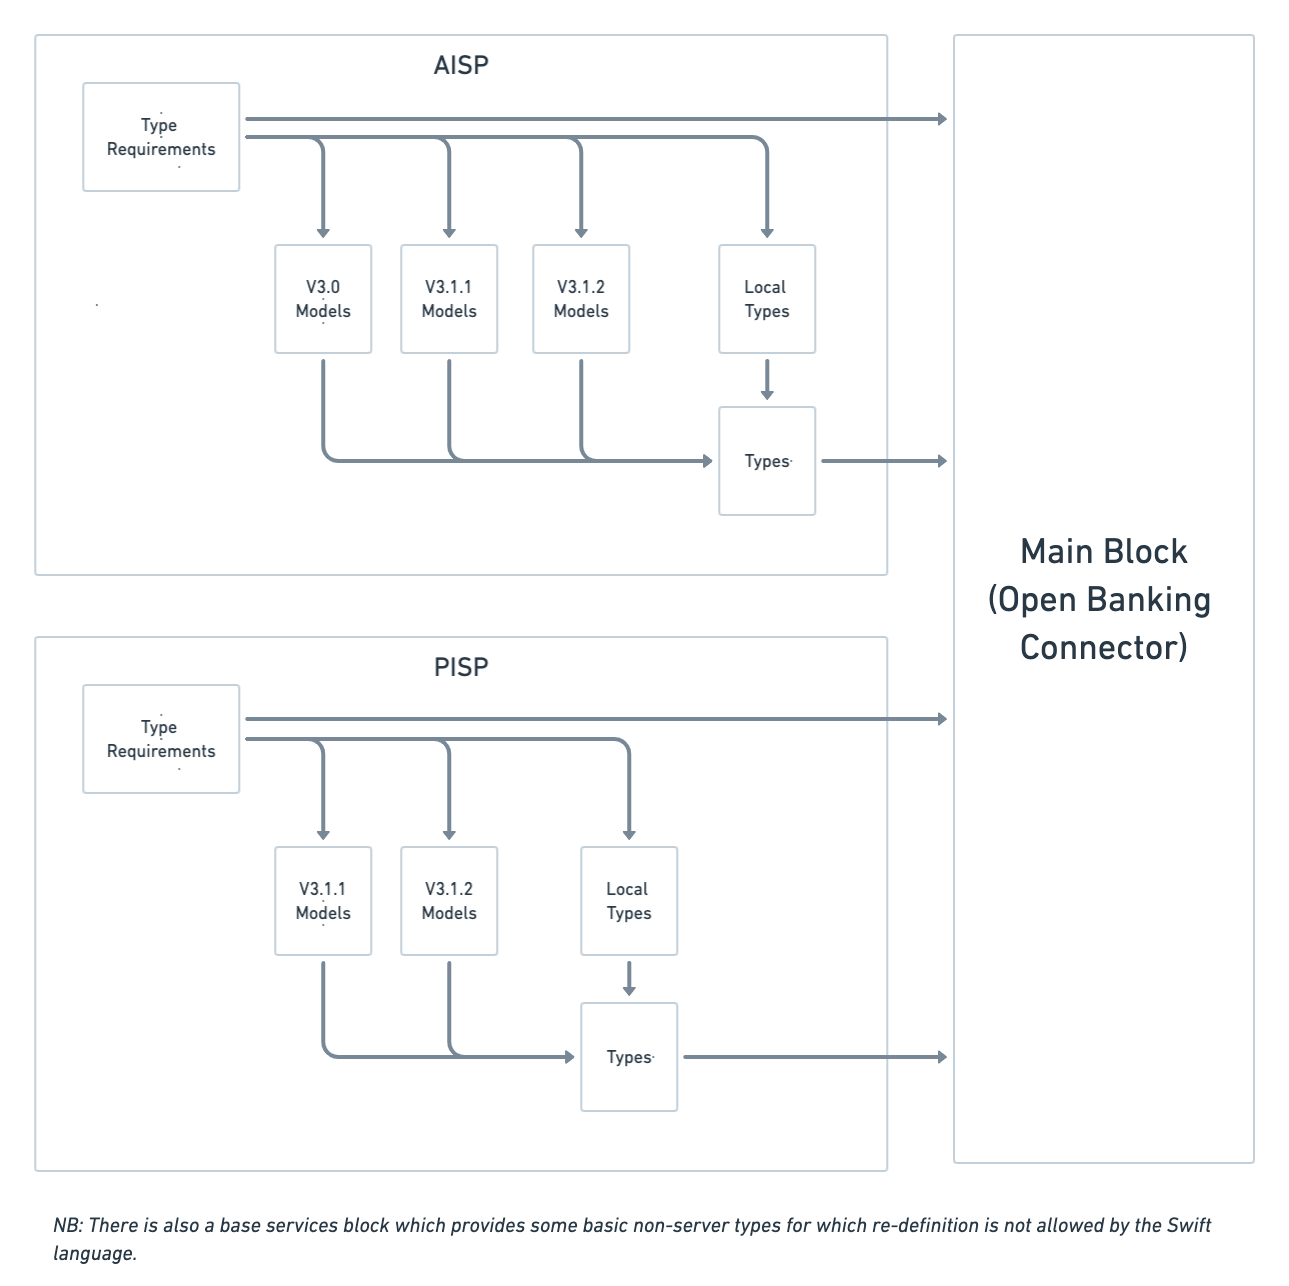 AISP
Type
Requirements
V3.0
Models
V3.1.1
Models
V3.1.2
Models
Local
Types
Types
Main Block
(Open Banking
Connector)
PISP
Type
Requirements
V3.1.1
Models
V3.1.2
Models
Local
Types
Types
NB: There is also a base services block which provides some basic non-server types for which re-definition is not allowed by the Swift
language.